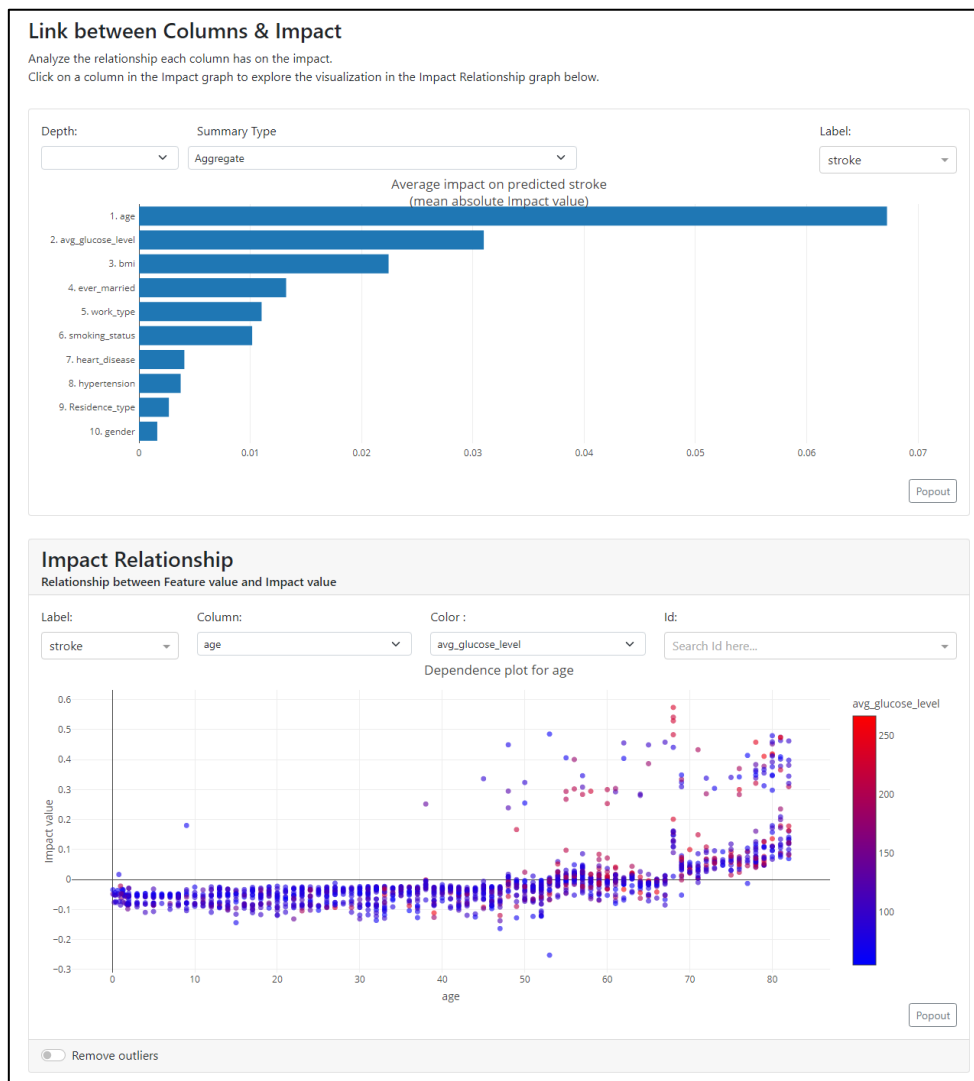 Link between Columns & Impact
Analyze the relationship each column has on the impact.
Click on a column in the Impact graph to explore the visualization in the Impact Relationship graph below.
Depth: Summary Type Label:
Aggregate stroke
Average impact on predicted stroke
(mean absolute Impact value)
1. age
2. avg_glucose_level
3. bmi
4. ever_married
5. work_type
6. smoking_status
7. heart_disease
8. hypertension
9. Residence_type
10. gender
0 0.01 0.02 0.03 0.04 0.05 0.06 0.07
Popout
Impact Relationship
Relationship between Feature value and Impact value
Label: Column: Color : Id:
stroke age avg_glucose_level Search Id here...
Dependence plot for age
avg_glucose_level
Impact value
0.6
0.5
0.4
0.3
0.2
0.1
0
−0.1
−0.2
−0.3
250
200
150
100
0 10 20 30 40 50 60 70 80
age
Popout
Remove outliers